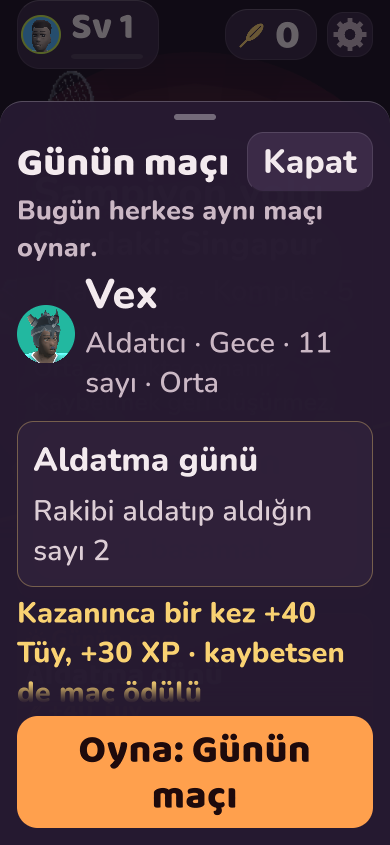 Sv 1
0
Günün maçı
Kapat
Bugün herkes aynı maçı
oynar.
Vex
Aldatıcı · Gece · 11
sayı · Orta
Aldatma günü
Rakibi aldatıp aldığın
sayı 2
Kazanınca bir kez +40
Tüy, +30 XP · kaybetsen
de maç ödülü
Oyna: Günün
maçı